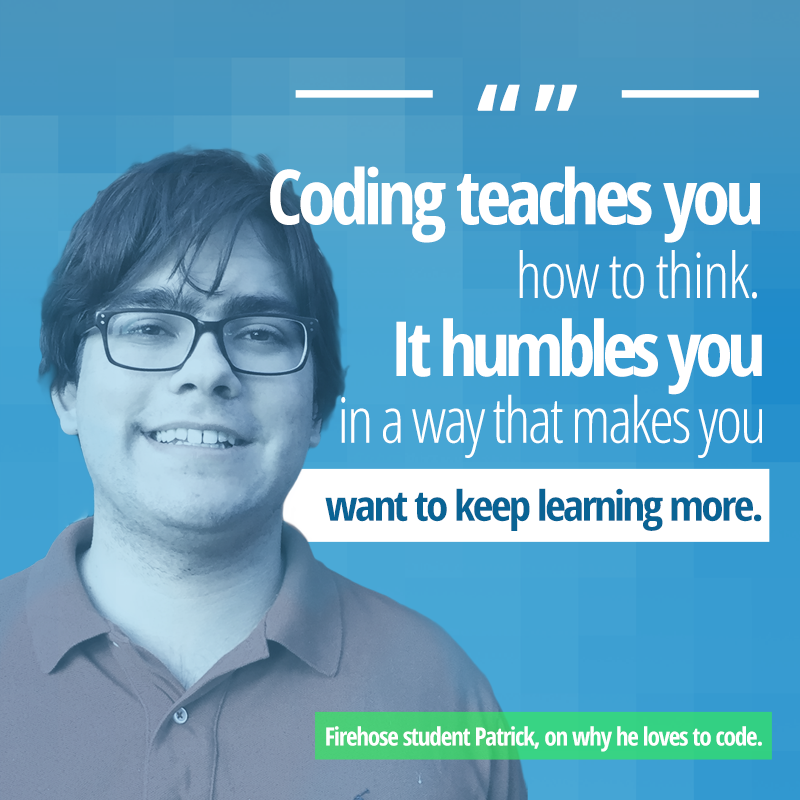 “ ”
Coding teaches you
how to think.
It humbles you
in a way that makes you
want to keep learning more.
Firehose student Patrick, on why he loves to code.